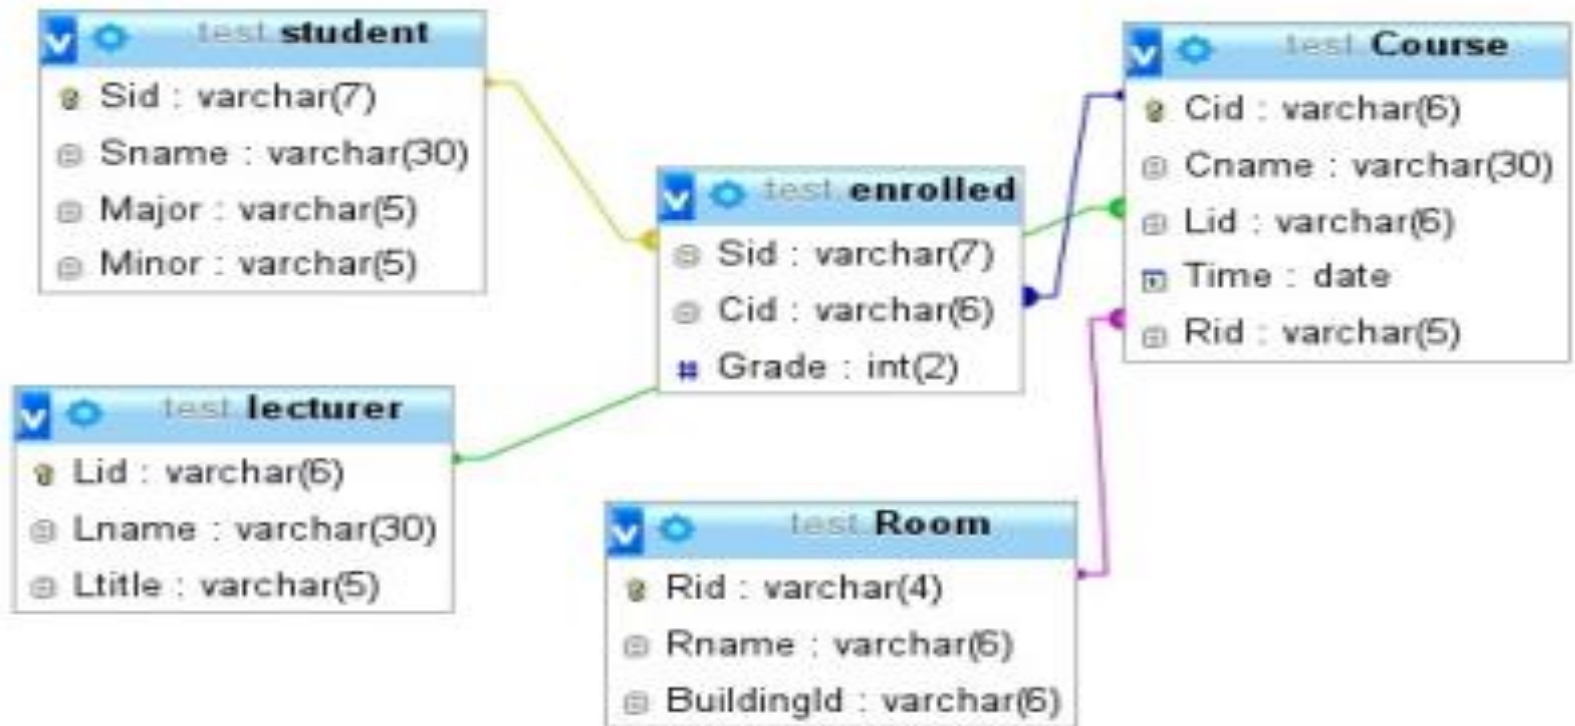 test student
Sid : varchar(7)
Sname : varchar(30)
Major : varchar(5)
Minor : varchar(5)
test enrolled
Sid : varchar(7)
Cid : varchar(6)
Grade : int(2)
test Course
Cid : varchar(6)
Cname : varchar(30)
Lid : varchar(6)
Time : date
Rid : varchar(5)
test lecturer
Lid : varchar(6)
Lname : varchar(30)
Ltitle : varchar(5)
test Room
Rid : varchar(4)
Rname : varchar(6)
BuildingId : varchar(6)